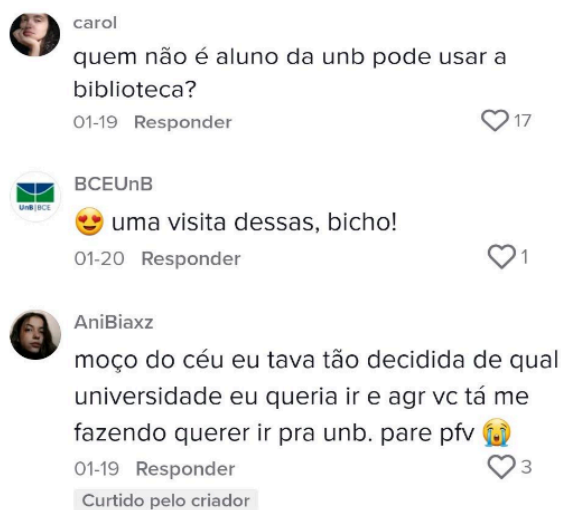 carol
quem não é aluno da unb pode usar a
biblioteca?
01-19 Responder 17
UnB|BCE
BCEUnB
😍 uma visita dessas, bicho!
01-20 Responder 1
AniBiaxz
moço do céu eu tava tão decidida de qual
universidade eu queria ir e agr vc tá me
fazendo querer ir pra unb. pare pfv 😭
01-19 Responder 3
Curtido pelo criador